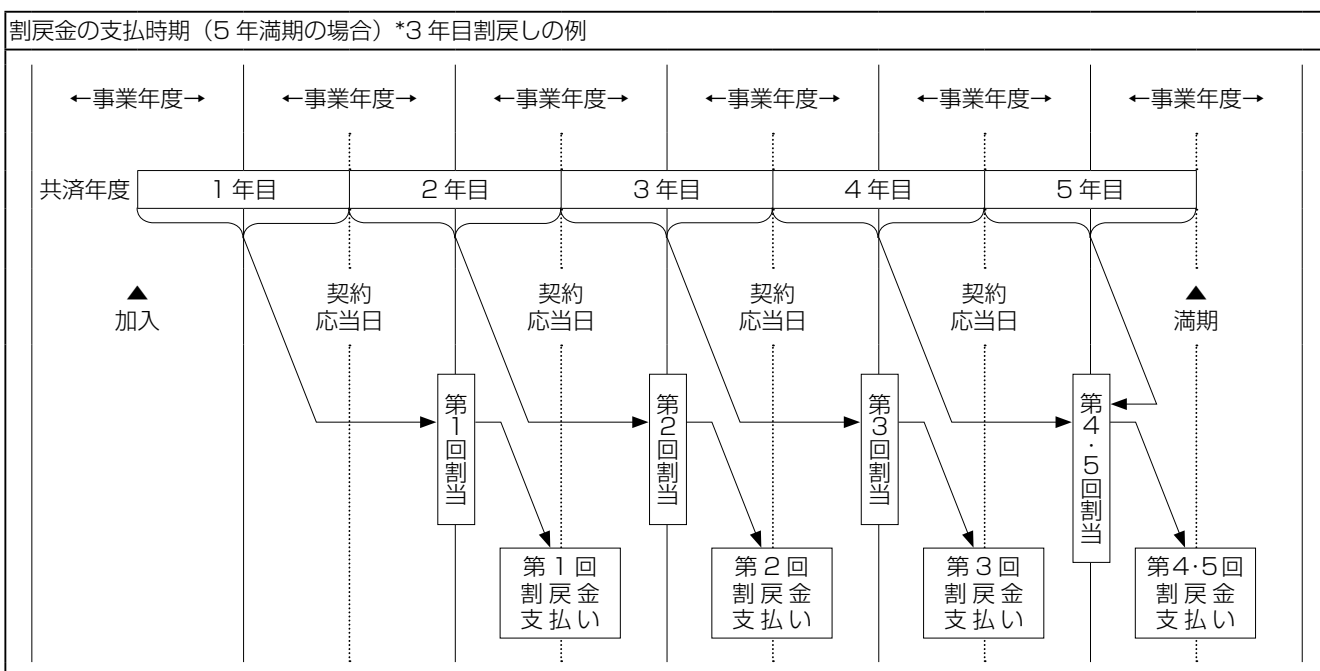 割戻金の支払時期（5年満期の場合）*3年目割戻しの例
←事業年度→ ←事業年度→ ←事業年度→ ←事業年度→ ←事業年度→ ←事業年度→
共済年度 1年目 2年目 3年目 4年目 5年目
▲
加入
契約
応当日
契約
応当日
契約
応当日
契約
応当日
▲
満期
第1回割当
第2回割当
第3回割当
第4・5回割当
第1回
割戻金
支払い
第2回
割戻金
支払い
第3回
割戻金
支払い
第4・5回
割戻金
支払い